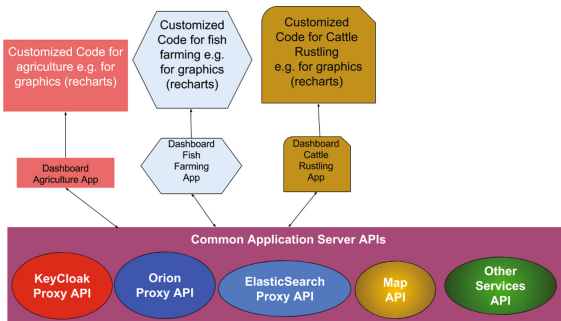 Customized Code for
agriculture e.g. for
graphics (recharts)
Customized
Code for fish
farming e.g.
for graphics
(recharts)
Customized
Code for Cattle
Rustling
e.g. for graphics
(recharts)
Dashboard
Agriculture App
Dashboard
Fish
Farming
App
Dashboard
Cattle
Rustling
App
Common Application Server APIs
KeyCloak
Proxy API
Orion
Proxy API
ElasticSearch
Proxy API
Map
API
Other
Services
API